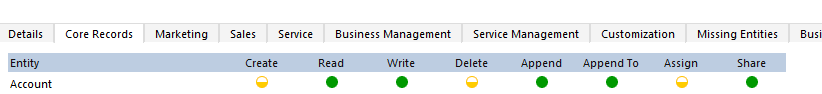 Details Core Records Marketing Sales Service Business Management Service Management Customization Missing Entities Busi
Entity Create Read Write Delete Append Append To Assign Share
Account